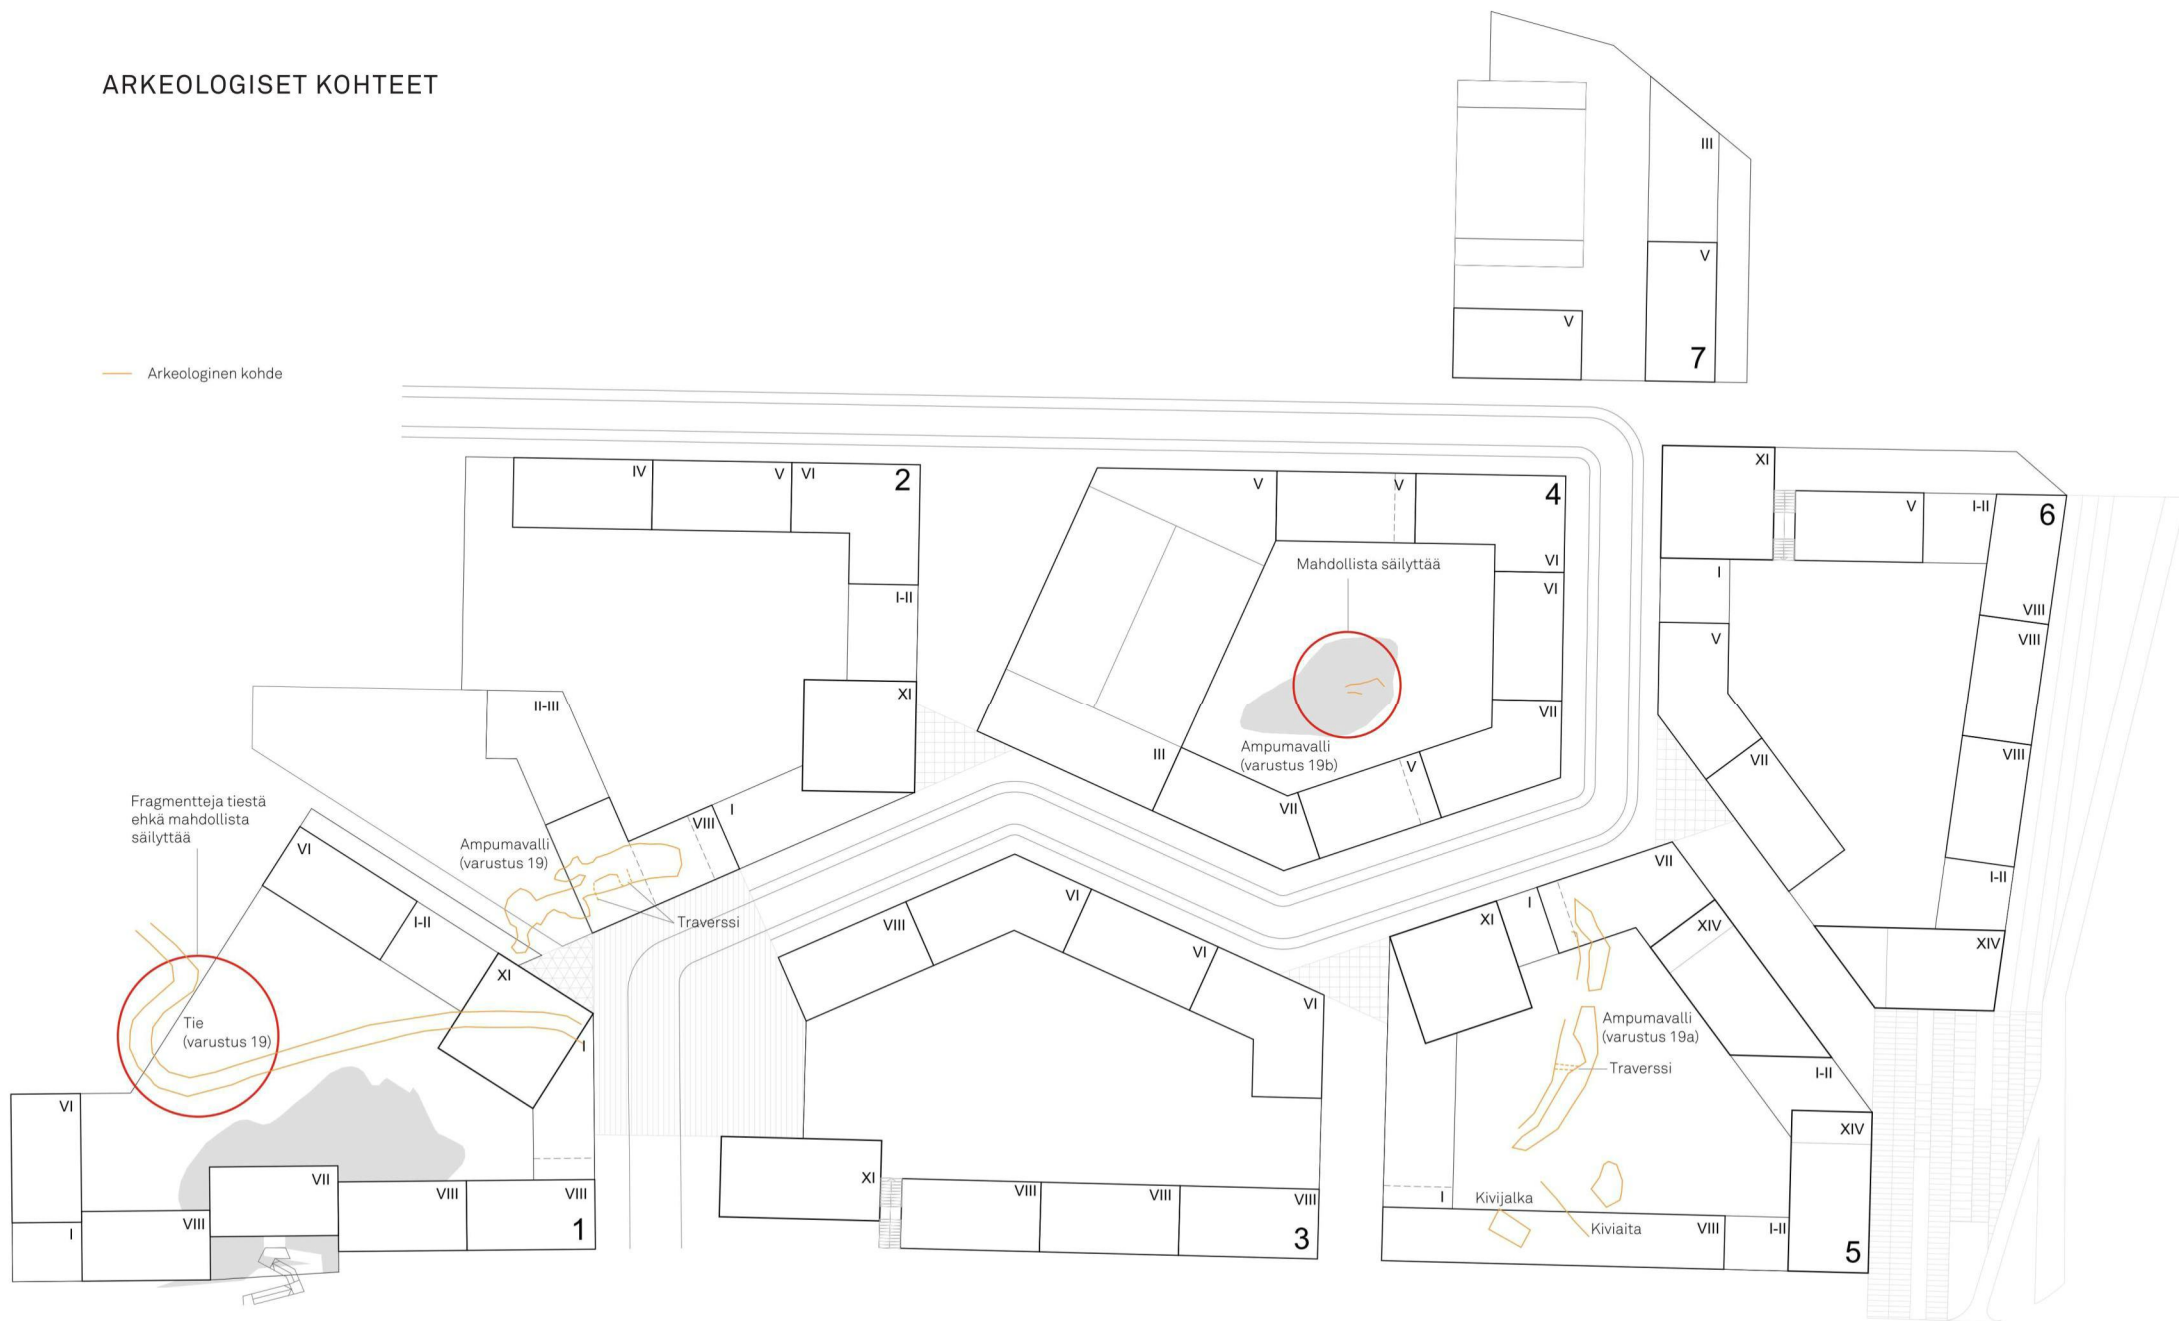 ARKEOLOGISET KOHTEET
Arkeologinen kohde
III
V
V
7
IV
V
VI
2
I-II
XI
II-III
VIII
I
Ampumavalli
(varustus 19)
Traverssi
V
V
4
VI
VI
VII
Mahdollista säilyttää
Ampumavalli
(varustus 19b)
III
V
VII
XI
V
I-II
6
I
V
VIII
VIII
VII
VIII
I-II
XIV
Fragmentteja tiestä
ehkä mahdollista
säilyttää
VI
I-II
XI
Tie
(varustus 19)
I
VI
VII
VIII
VIII
I
VIII
1
VI
VIII
VI
VI
XI
VIII
VIII
VIII
3
VII
I
XI
XIV
Ampumavalli
(varustus 19a)
Traverssi
I-II
XIV
I
Kivijalka
Kiviaita
VIII
I-II
5